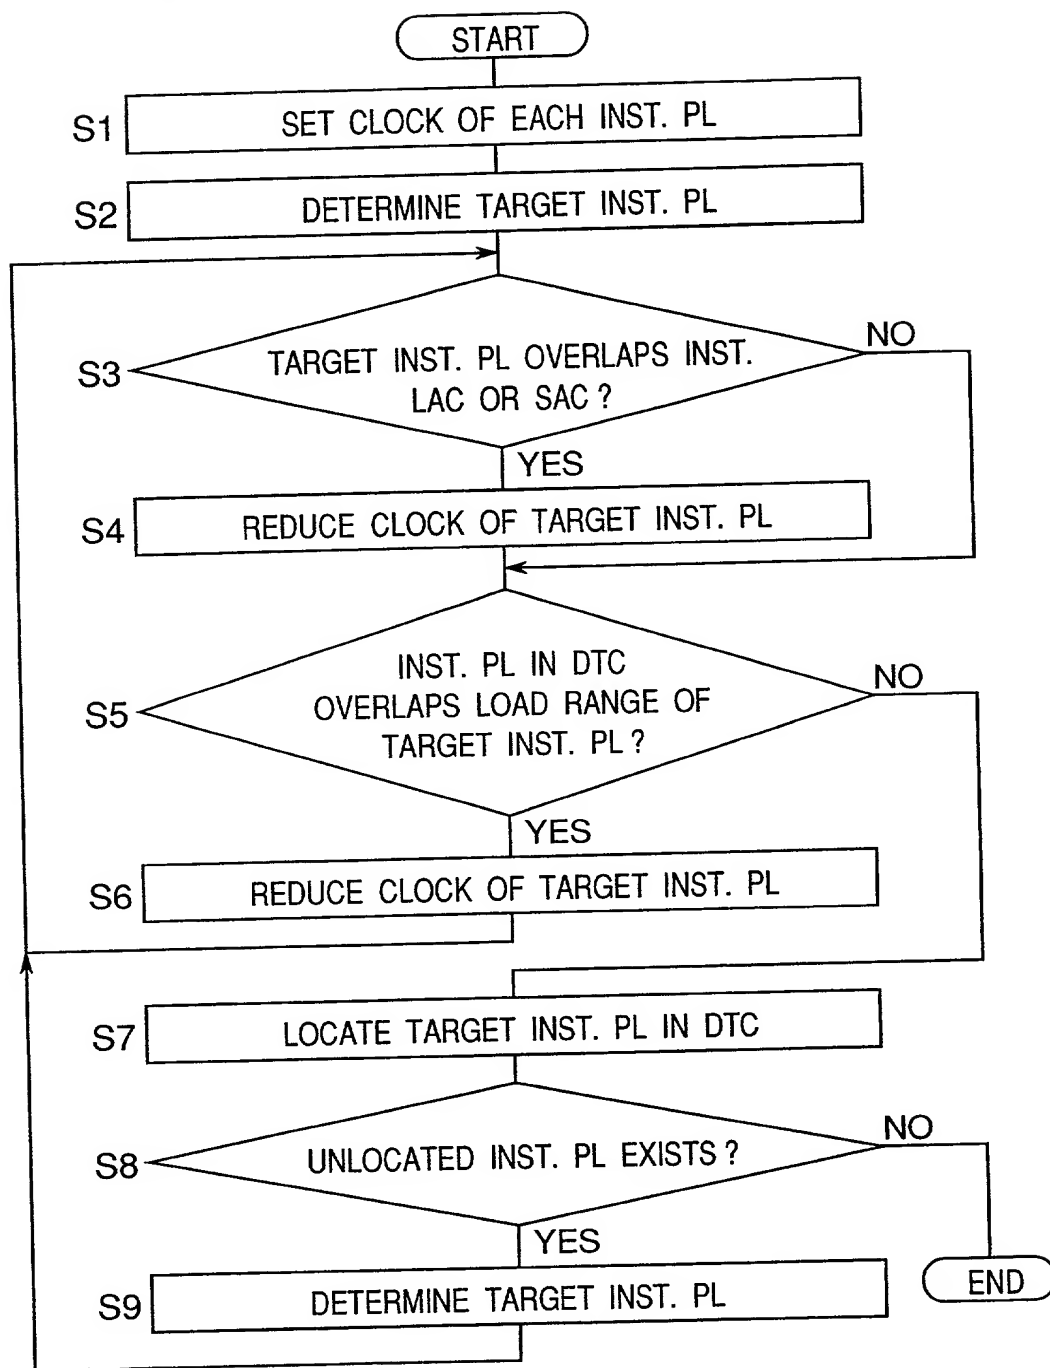 START
S1
SET CLOCK OF EACH INST. PL
S2
DETERMINE TARGET INST. PL
S3
TARGET INST. PL OVERLAPS INST.
LAC OR SAC ?
NO
YES
S4
REDUCE CLOCK OF TARGET INST. PL
S5
INST. PL IN DTC
OVERLAPS LOAD RANGE OF
TARGET INST. PL ?
NO
YES
S6
REDUCE CLOCK OF TARGET INST. PL
S7
LOCATE TARGET INST. PL IN DTC
S8
UNLOCATED INST. PL EXISTS ?
NO
YES
S9
DETERMINE TARGET INST. PL
END